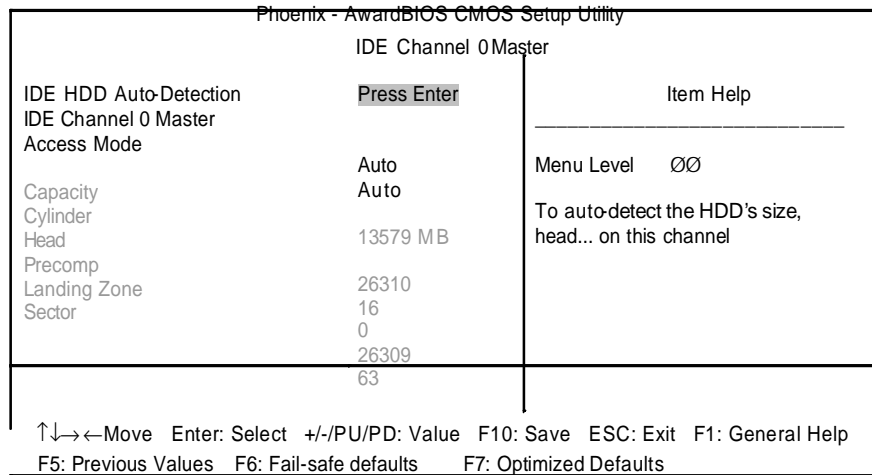 Phoenix - AwardBIOS CMOS Setup Utility
IDE Channel 0 Master
IDE HDD Auto-Detection
IDE Channel 0 Master
Access Mode
Capacity
Cylinder
Head
Precomp
Landing Zone
Sector
Press Enter
Auto
Auto
13579 MB
26310
16
0
26309
63
Item Help
Menu Level ØØ
To auto-detect the HDD's size,
head... on this channel
↑↓→←Move Enter: Select +/-/PU/PD: Value F10: Save ESC: Exit F1: General Help
F5: Previous Values F6: Fail-safe defaults F7: Optimized Defaults